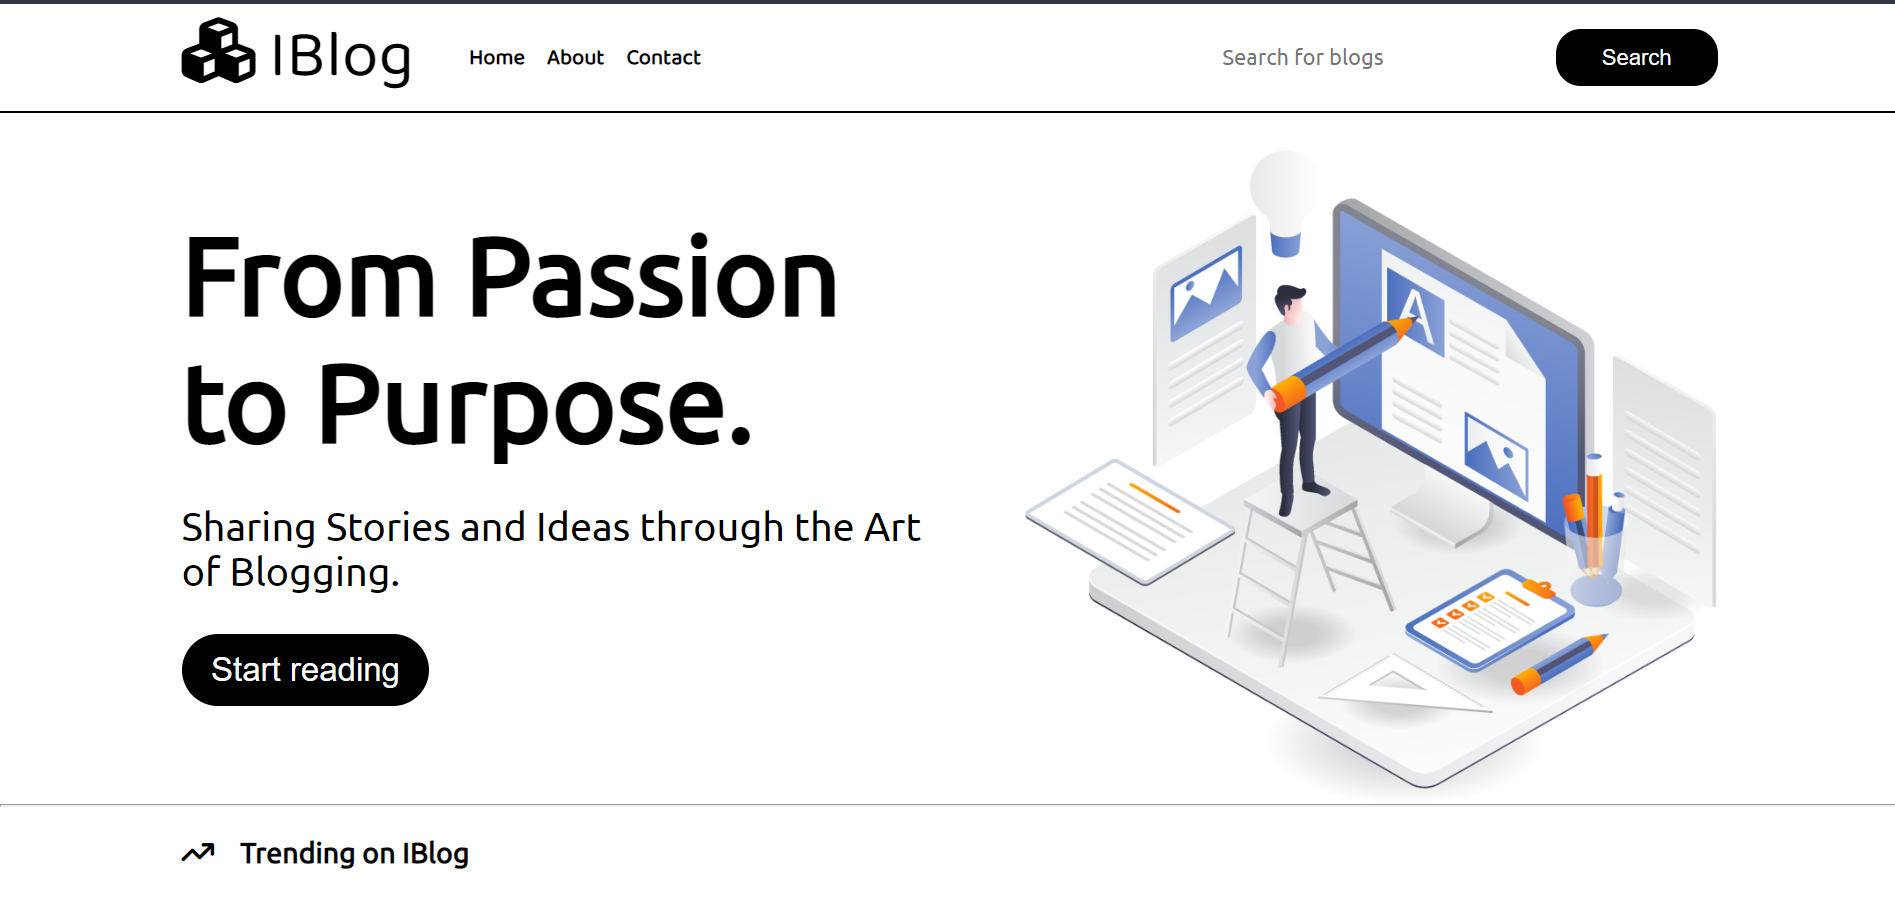 IBlog
Home About Contact
Search for blogs
Search
From Passion
to Purpose.
Sharing Stories and Ideas through the Art
of Blogging.
Start reading
A
Trending on IBlog